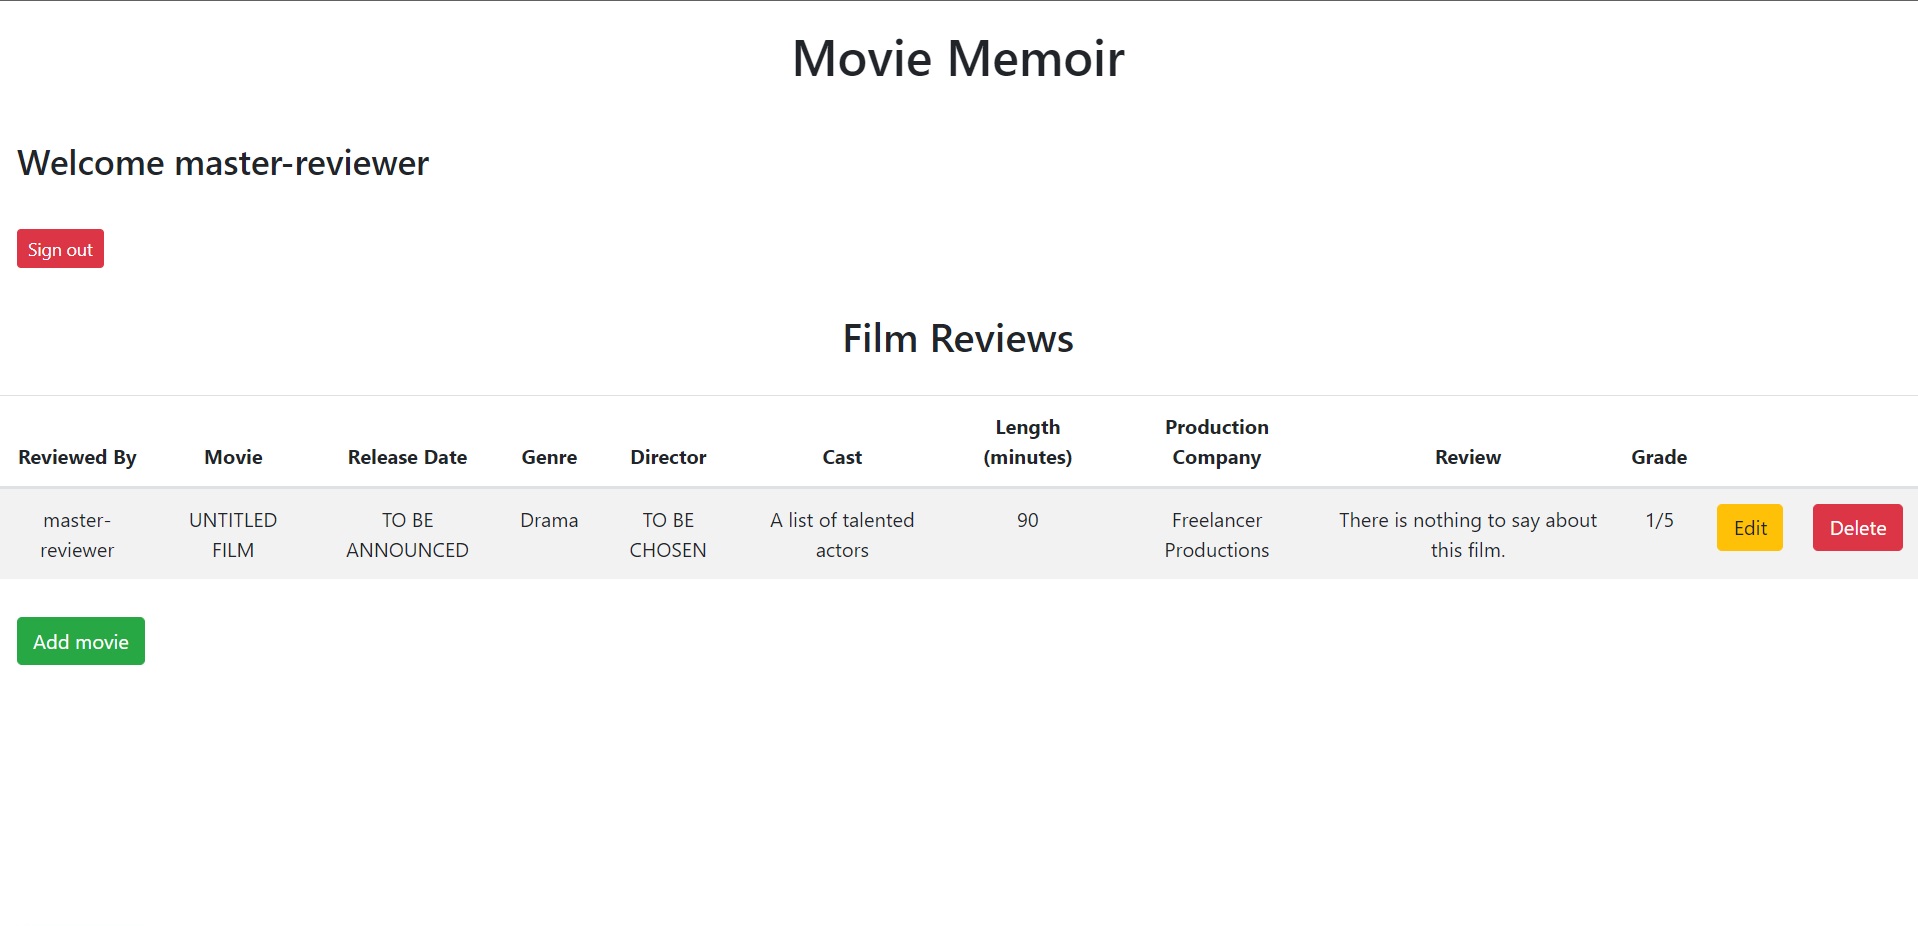 Movie Memoir
Welcome master-reviewer
Sign out
Film Reviews
Reviewed By Movie Release Date Genre Director Cast Length (minutes) Production Company Review Grade
master-reviewer UNTITLED FILM TO BE ANNOUNCED Drama TO BE CHOSEN A list of talented actors 90 Freelancer Productions There is nothing to say about this film. 1/5 Edit Delete
Add movie